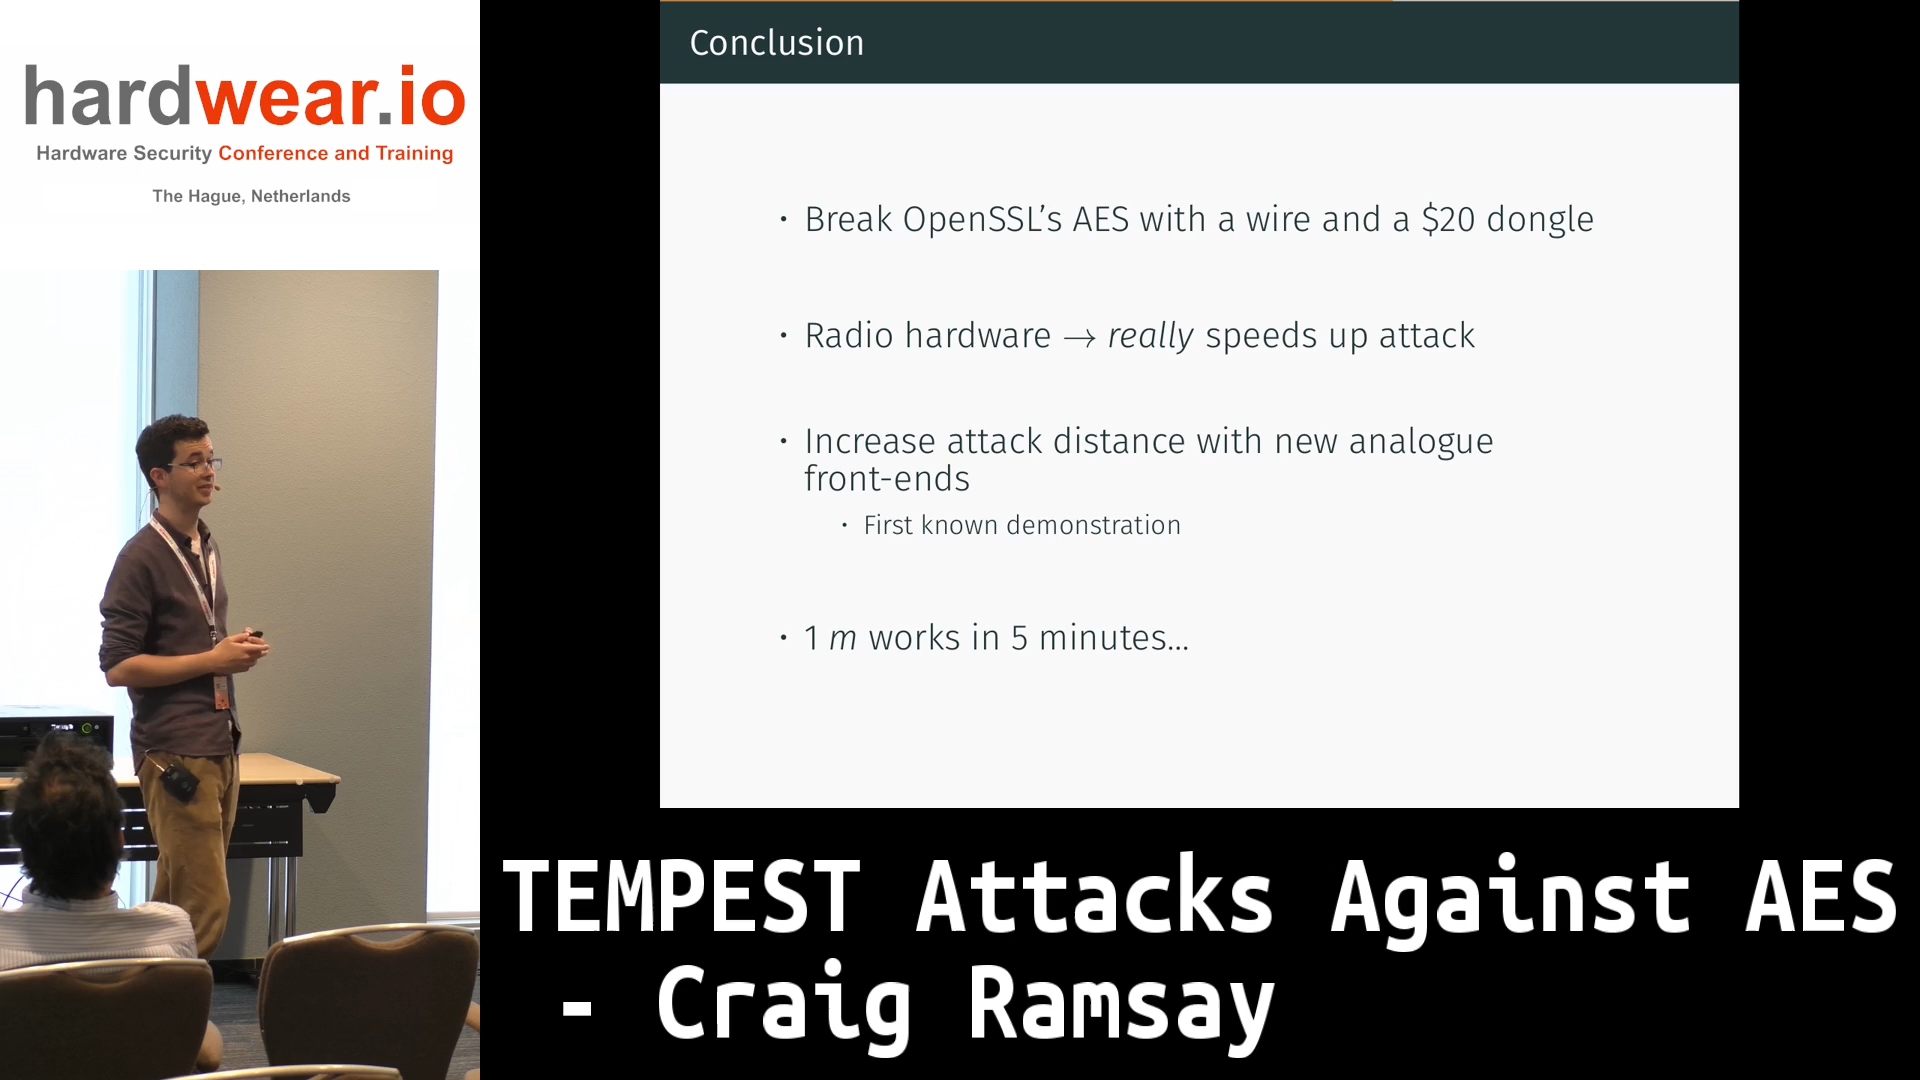 hardwear.io
Hardware Security Conference and Training
The Hague, Netherlands
Conclusion
• Break OpenSSL’s AES with a wire and a $20 dongle
• Radio hardware → really speeds up attack
• Increase attack distance with new analogue
front-ends
• First known demonstration
• 1 m works in 5 minutes...
TEMPEST Attacks Against AES
- Craig Ramsay